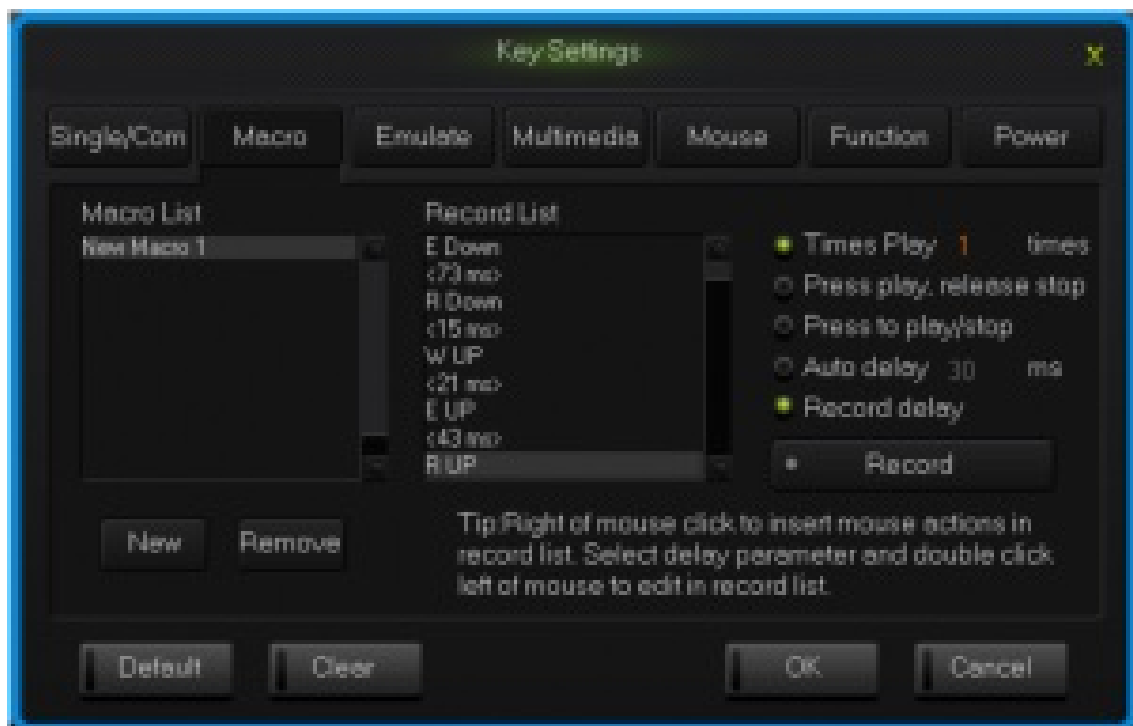 Key Settings
X
Single/Com Macro Emulate Multimedia Mouse Function Power
Macro List
New Macro 1
Record List
E Down
<73 ms>
R Down
<15 ms>
W UP
<21 ms>
E UP
<43 ms>
R UP
Times Play 1 times
Press play, release stop
Press to play/stop
Auto delay 30 ms
Record delay
Record
New Remove
Tip:Right of mouse click to insert mouse actions in
record list. Select delay parameter and double click
left of mouse to edit in record list.
Default Clear OK Cancel